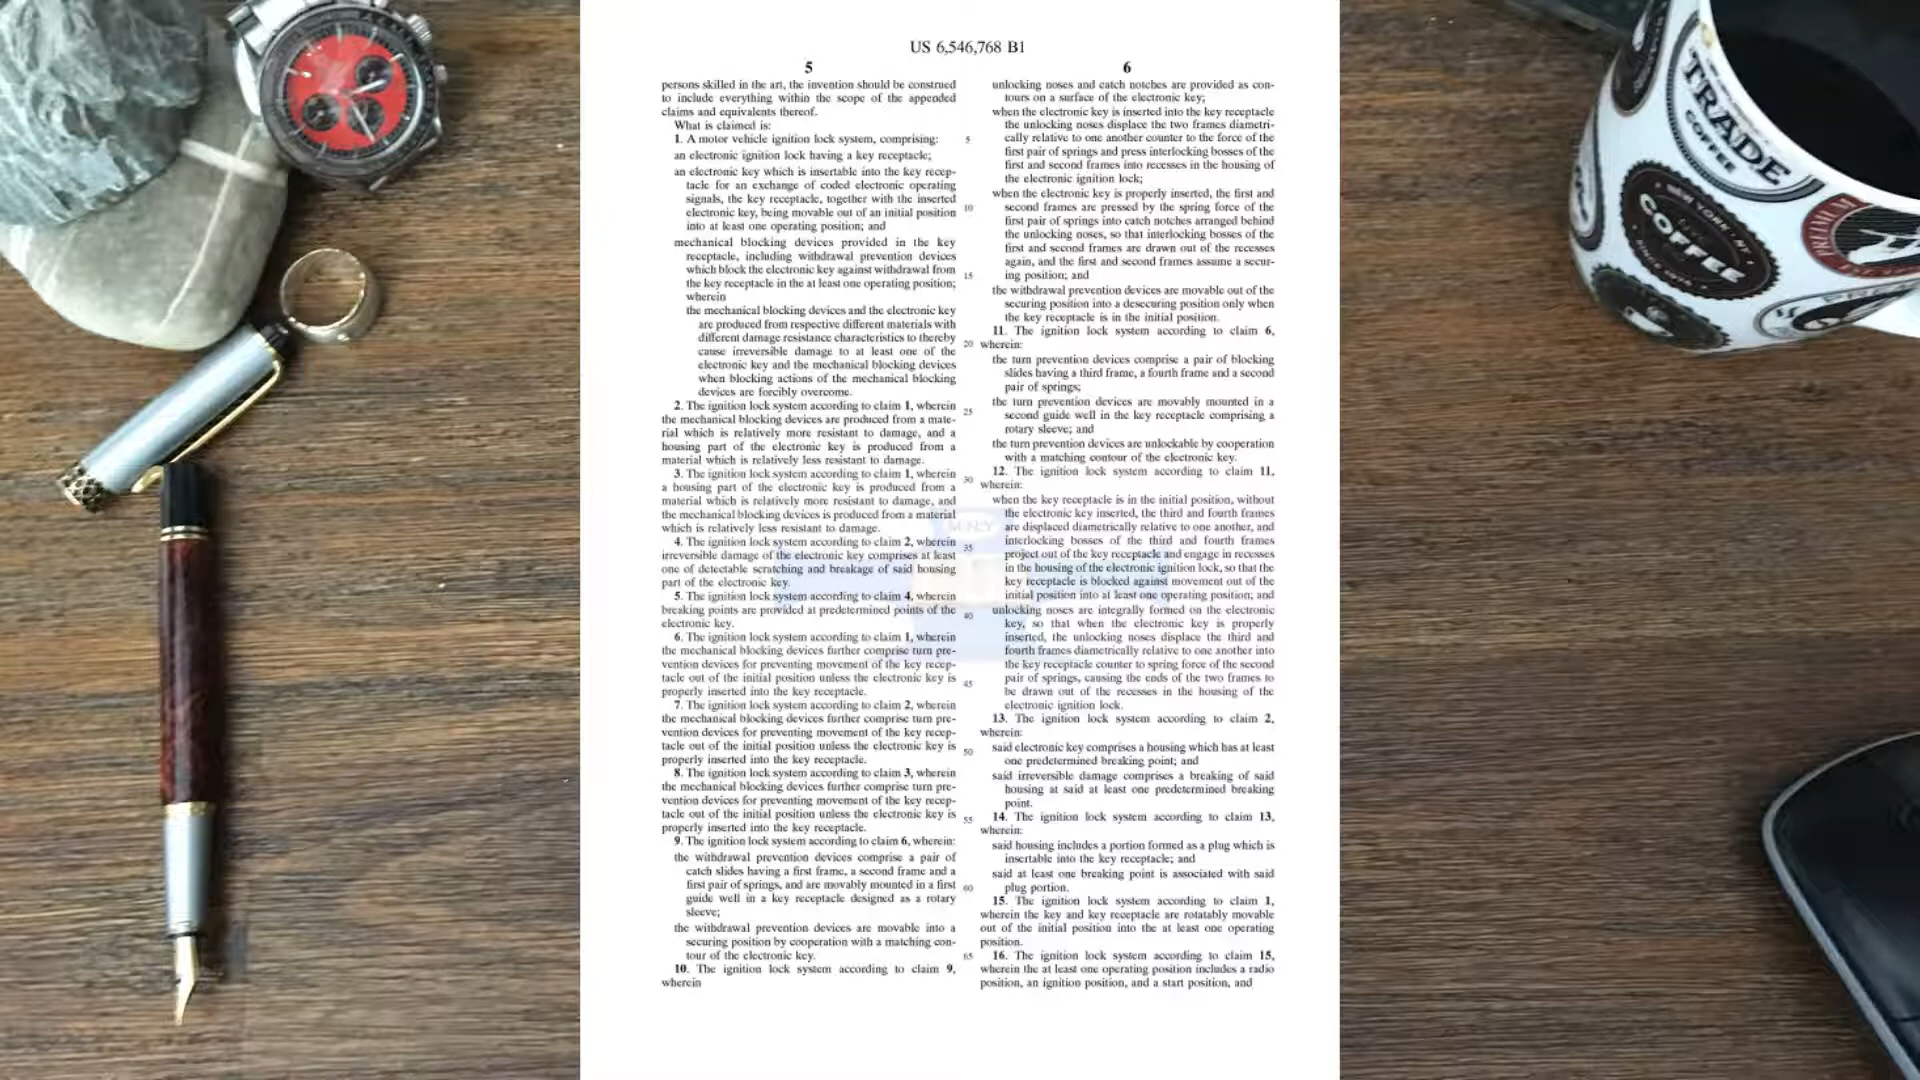 US 6,546,768 B1
5
persons skilled in the art, the invention should be construed
to include everything within the scope of the appended
claims and equivalents thereof.
What is claimed is:
1. A motor vehicle ignition lock system, comprising:
an electronic ignition lock having a key receptacle;
an electronic key which is insertable into the key recep-
tacle for an exchange of coded electronic operating
signals, the key receptacle, together with the inserted
electronic key, being movable out of an initial position
into at least one operating position; and
mechanical blocking devices provided in the key
receptacle, including withdrawal prevention devices
which block the electronic key against withdrawal from
the key receptacle in the at least one operating position;
wherein
the mechanical blocking devices and the electronic key
are produced from respective different materials with
different damage resistance characteristics to thereby
cause irreversible damage to at least one of the
electronic key and the mechanical blocking devices
when blocking actions of the mechanical blocking
devices are forcibly overcome.
2. The ignition lock system according to claim 1, wherein
the mechanical blocking devices are produced from a mate-
rial which is relatively more resistant to damage, and a
housing part of the electronic key is produced from a
material which is relatively less resistant to damage.
3. The ignition lock system according to claim 1, wherein
a housing part of the electronic key is produced from a
material which is relatively more resistant to damage, and
the mechanical blocking devices is produced from a material
which is relatively less resistant to damage.
4. The ignition lock system according to claim 2, wherein
irreversible damage of the electronic key comprises at least
one of detectable scratching and breakage of said housing
part of the electronic key.
5. The ignition lock system according to claim 4, wherein
breaking points are provided at predetermined points of the
electronic key.
6. The ignition lock system according to claim 1, wherein
the mechanical blocking devices further comprise turn pre-
vention devices for preventing movement of the key recep-
tacle out of the initial position unless the electronic key is
properly inserted into the key receptacle.
7. The ignition lock system according to claim 2, wherein
the mechanical blocking devices further comprise turn pre-
vention devices for preventing movement of the key recep-
tacle out of the initial position unless the electronic key is
properly inserted into the key receptacle.
8. The ignition lock system according to claim 3, wherein
the mechanical blocking devices further comprise turn pre-
vention devices for preventing movement of the key recep-
tacle out of the initial position unless the electronic key is
properly inserted into the key receptacle.
9. The ignition lock system according to claim 6, wherein:
the withdrawal prevention devices comprise a pair of
catch slides having a first frame, a second frame and a
first pair of springs, and are movably mounted in a first
guide well in a key receptacle designed as a rotary
sleeve;
the withdrawal prevention devices are movable into a
securing position by cooperation with a matching con-
tour of the electronic key.
10. The ignition lock system according to claim 9,
wherein
5
10
15
20
25
30
35
40
45
50
55
60
65
6
unlocking noses and catch notches are provided as con-
tours on a surface of the electronic key;
when the electronic key is inserted into the key receptacle
the unlocking noses displace the two frames diametri-
cally relative to one another counter to the force of the
first pair of springs and press interlocking bosses of the
first and second frames into recesses in the housing of
the electronic ignition lock;
when the electronic key is properly inserted, the first and
second frames are pressed by the spring force of the
first pair of springs into catch notches arranged behind
the unlocking noses, so that interlocking bosses of the
first and second frames are drawn out of the recesses
again, and the first and second frames assume a secur-
ing position; and
the withdrawal prevention devices are movable out of the
securing position into a desecuring position only when
the key receptacle is in the initial position.
11. The ignition lock system according to claim 6,
wherein:
the turn prevention devices comprise a pair of blocking
slides having a third frame, a fourth frame and a second
pair of springs;
the turn prevention devices are movably mounted in a
second guide well in the key receptacle comprising a
rotary sleeve; and
the turn prevention devices are unlockable by cooperation
with a matching contour of the electronic key.
12. The ignition lock system according to claim 11,
wherein:
when the key receptacle is in the initial position, without
the electronic key inserted, the third and fourth frames
are displaced diametrically relative to one another, and
interlocking bosses of the third and fourth frames
project out of the key receptacle and engage in recesses
in the housing of the electronic ignition lock, so that the
key receptacle is blocked against movement out of the
initial position into at least one operating position; and
unlocking noses are integrally formed on the electronic
key, so that when the electronic key is properly
inserted, the unlocking noses displace the third and
fourth frames diametrically relative to one another into
the key receptacle counter to spring force of the second
pair of springs, causing the ends of the two frames to
be drawn out of the recesses in the housing of the
electronic ignition lock.
13. The ignition lock system according to claim 2,
wherein:
said electronic key comprises a housing which has at least
one predetermined breaking point; and
said irreversible damage comprises a breaking of said
housing at said at least one predetermined breaking
point.
14. The ignition lock system according to claim 13,
wherein:
said housing includes a portion formed as a plug which is
insertable into the key receptacle; and
said at least one breaking point is associated with said
plug portion.
15. The ignition lock system according to claim 1,
wherein the key and key receptacle are rotatably movable
out of the initial position into the at least one operating
position.
16. The ignition lock system according to claim 15,
wherein the at least one operating position includes a radio
position, an ignition position, and a start position, and
TRADE
COFFEE
NEW YORK'S
COFFEE
PREMIUM